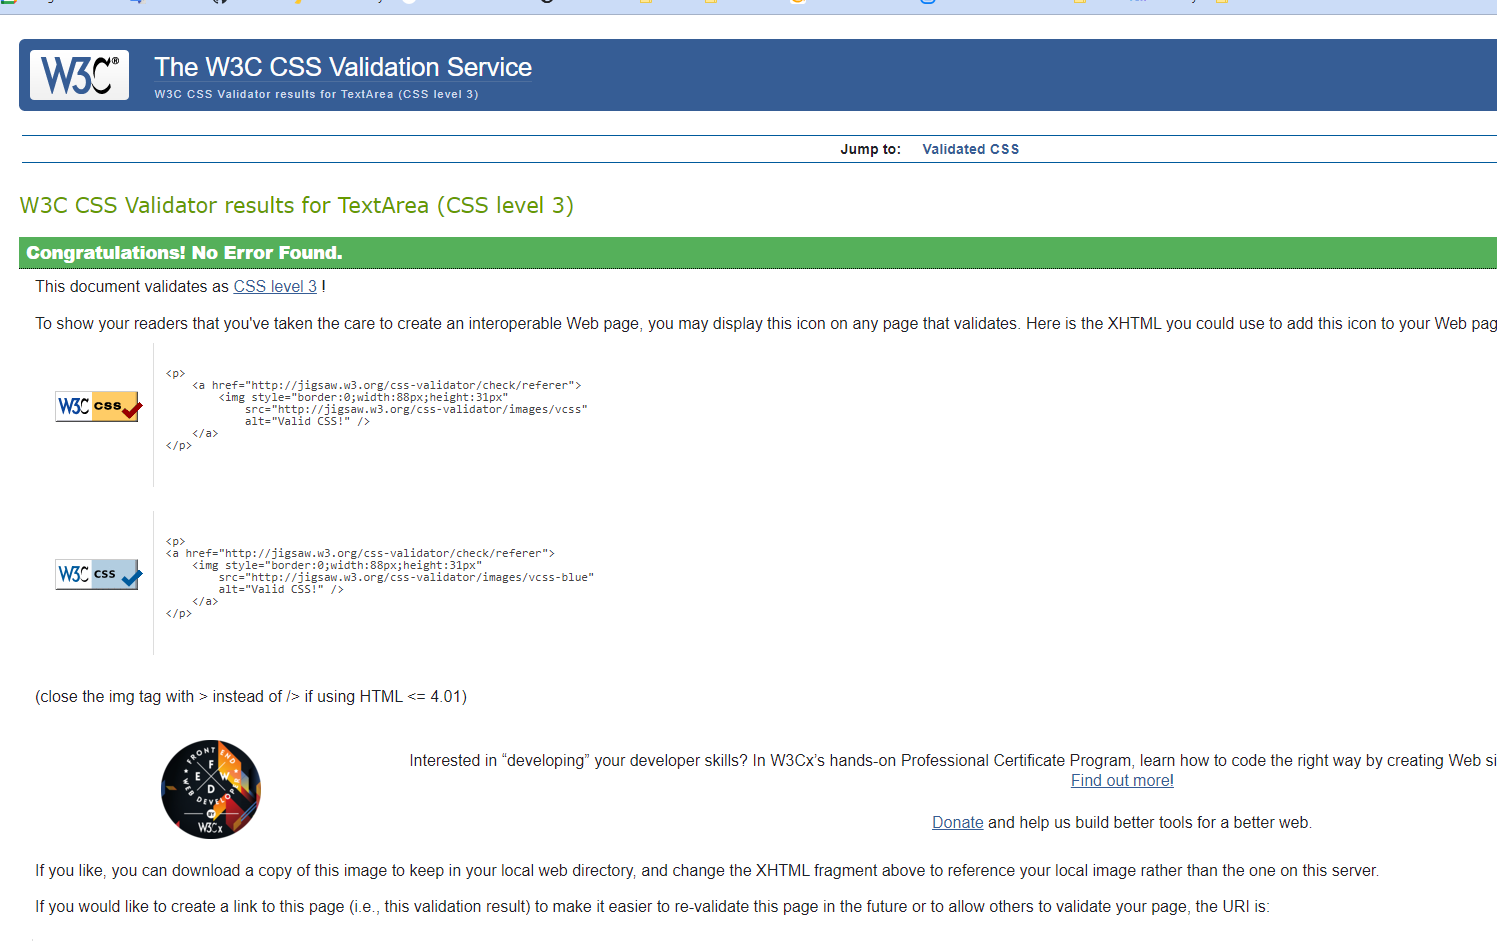 W3C®
The W3C CSS Validation Service
W3C CSS Validator results for TextArea (CSS level 3)
Jump to: Validated CSS
W3C CSS Validator results for TextArea (CSS level 3)
Congratulations! No Error Found.
This document validates as CSS level 3 !
To show your readers that you've taken the care to create an interoperable Web page, you may display this icon on any page that validates. Here is the XHTML you could use to add this icon to your Web pag
W3C css
<p>
<a href="http://jigsaw.w3.org/css-validator/check/referer">
<img style="border:0;width:88px;height:31px"
src="http://jigsaw.w3.org/css-validator/images/vcss"
alt="Valid CSS!" />
</a>
</p>
W3C css
<p>
<a href="http://jigsaw.w3.org/css-validator/check/referer">
<img style="border:0;width:88px;height:31px"
src="http://jigsaw.w3.org/css-validator/images/vcss-blue"
alt="Valid CSS!" />
</a>
</p>
(close the img tag with > instead of /> if using HTML <= 4.01)
FRONT END
F
E W
D
WEB DEVELOPER
BY
W3Cx
Interested in “developing” your developer skills? In W3Cx’s hands-on Professional Certificate Program, learn how to code the right way by creating Web si
Find out more!
Donate and help us build better tools for a better web.
If you like, you can download a copy of this image to keep in your local web directory, and change the XHTML fragment above to reference your local image rather than the one on this server.
If you would like to create a link to this page (i.e., this validation result) to make it easier to re-validate this page in the future or to allow others to validate your page, the URI is: